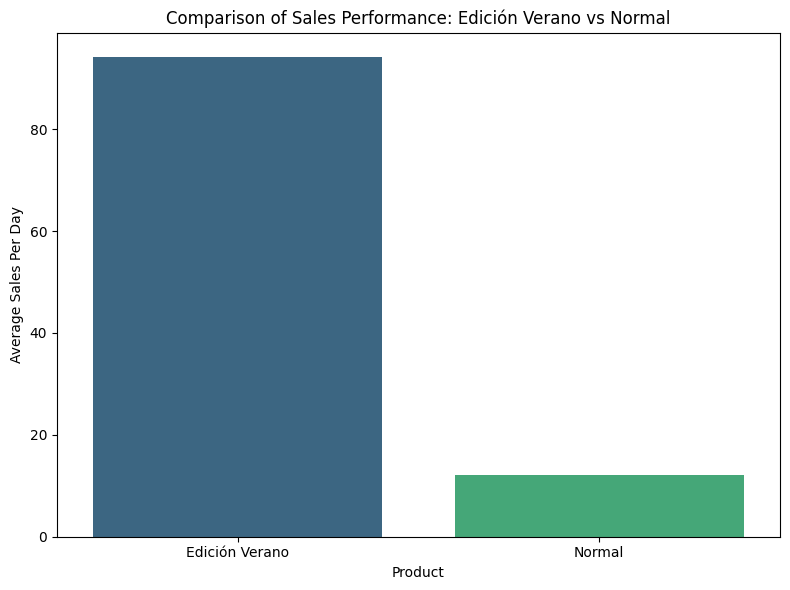 Comparison of Sales Performance: Edición Verano vs Normal
Average Sales Per Day
80
60
40
20
0
Edición Verano
Normal
Product